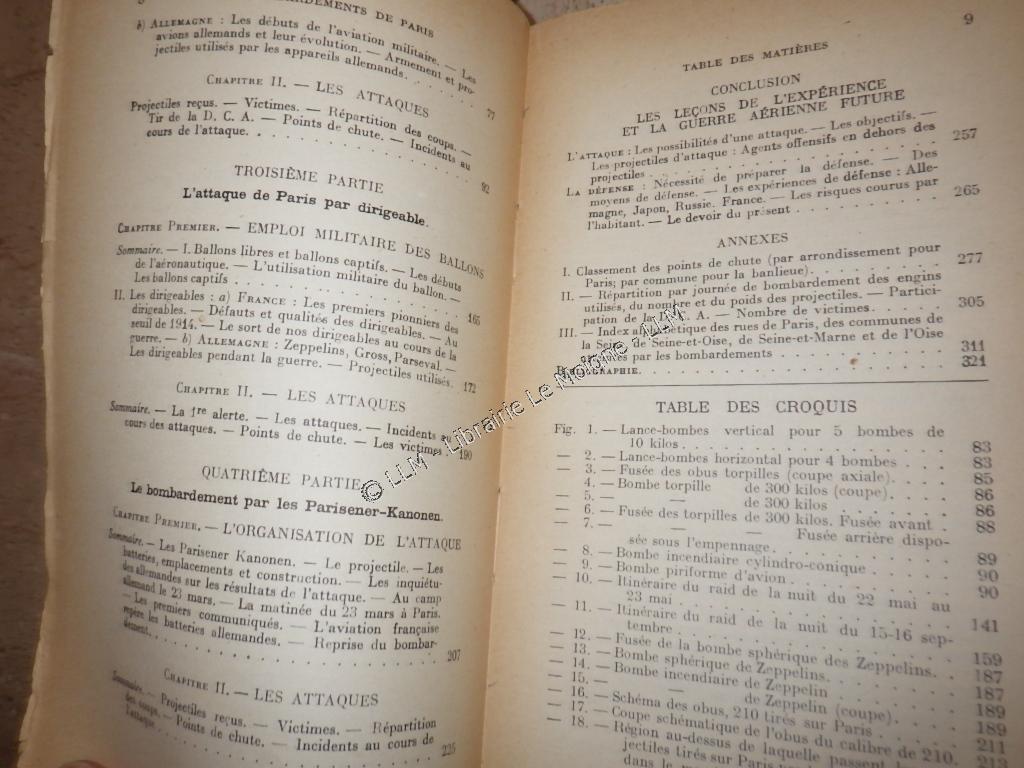 8 BARDEMENTS DE PARIS
b) ALLEMAGNE : Les débuts de l'aviation militaire. — Les
avions allemands et leur évolution. — Armement et pro-
jectiles utilisés par les appareils allemands. . . . . . . . 77
CHAPITRE II. — LES ATTAQUES
Projectiles reçus. — Victimes. — Répartition des coups. —
Tir de la D. C. A. — Points de chute. — Incidents au
cours de l'attaque. . . . . . . . . . . . . . . 92
TROISIÈME PARTIE
L'attaque de Paris par dirigeable.
CHAPITRE PREMIER. — EMPLOI MILITAIRE DES BALLONS
Sommaire. — I. Ballons libres et ballons captifs. — Les débuts
de l'aéronautique. — L'utilisation militaire du ballon. —
Les ballons captifs . . . . . . . . . . . . . . 165
II. Les dirigeables : a) FRANCE : Les premiers pionniers des
dirigeables. — Défauts et qualités des dirigeables. — Au
seuil de 1914. — Le sort de nos dirigeables au cours de la
guerre. — b) ALLEMAGNE : Zeppelins, Gross, Parseval. —
Les dirigeables pendant la guerre. — Projectiles utilisés. 172
CHAPITRE II. — LES ATTAQUES
Sommaire. — La 1re alerte. — Les attaques. — Incidents au
cours des attaques. — Points de chute. — Les victimes. 190
QUATRIÈME PARTIE
Le bombardement par les Parisener-Kanonen.
CHAPITRE PREMIER. — L'ORGANISATION DE L'ATTAQUE
Sommaire. — Les Parisener Kanonen. — Le projectile. — Les
batteries, emplacements et construction. — Les inquiétu-
des allemandes sur les résultats de l'attaque. — Au camp
allemand le 23 mars. — La matinée du 23 mars à Paris.
— Les premiers communiqués. — L'aviation française
repère les batteries allemandes. — Reprise du bombar-
dement. . . . . . . . . . . . . . . . . . . 207
CHAPITRE II. — LES ATTAQUES
Sommaire. — Projectiles reçus. — Victimes. — Répartition
des coups. — Points de chute. — Incidents au cours de
l'attaque . . . . . . . . . . . . . . . . . . 225
TABLE DES MATIÈRES 9
CONCLUSION
LES LEÇONS DE L'EXPÉRIENCE
ET LA GUERRE AÉRIENNE FUTURE
L'ATTAQUE : Les possibilités d'une attaque. — Les objectifs. —
Les projectiles d'attaque : Agents offensifs en dehors des
projectiles . . . . . . . . . . . . . . . . . 257
LA DÉFENSE : Nécessité de préparer la défense. — Des
moyens de défense. — Les expériences de défense : Alle-
magne, Japon, Russie. France. — Les risques courus par
l'habitant. — Le devoir du présent . . . . . . . . . 265
ANNEXES
I. Classement des points de chute (par arrondissement pour
Paris; par commune pour la banlieue). . . . . . . . 277
II. — Répartition par journée de bombardement des engins
utilisés, du nombre et du poids des projectiles. — Partici-
pation de la D. C. A. — Nombre de victimes. . . . . . 305
III. — Index alphabétique des rues de Paris, des communes de
la Seine, de Seine-et-Oise, de Seine-et-Marne et de l'Oise
par les bombardements . . . . . . . . . 311
BIBLIOGRAPHIE. . . . . . . . . . . . . . . . . . 321
TABLE DES CROQUIS
Fig. 1. — Lance-bombes vertical pour 5 bombes de
10 kilos . . . . . . . . . . . . . . . 83
— 2. — Lance-bombes horizontal pour 4 bombes . . . 83
— 3. — Fusée des obus torpilles (coupe axiale). . . . 85
4. — Bombe torpille de 300 kilos (coupe). . . . 86
— 5. — — de 300 kilos . . . . . . . 86
— 6. — Fusée des torpilles de 300 kilos. Fusée avant . 88
— 7. — — Fusée arrière dispo-
sée sous l'empennage. . . . . . . . . . 89
— 8. — Bombe incendiaire cylindro-conique . . . . . 90
— 9. — Bombe piriforme d'avion . . . . . . . . . 90
— 10. — Itinéraire du raid de la nuit du 22 mai au
23 mai . . . . . . . . . . . . . . . 141
— 11. — Itinéraire du raid de la nuit du 15-16 sep-
tembre. . . . . . . . . . . . . . . . 159
— 12. — Fusée de la bombe sphérique des Zeppelins. . . 187
— 13. — Bombe sphérique de Zeppelins. . . . . . . . 187
— 14. — Bombe incendiaire de Zeppelin . . . . . . . 189
— 15. — — de Zeppelin (coupe). . . . 189
— 16. — Schéma des obus, 210 tirés sur Paris . . . . . 211
— 17. — Coupe schématique de l'obus du calibre de 210. 213
— 18. — Région au-dessus de laquelle passent les
jectiles tirés sur Paris
dans le
© LLM - Librairie Le Moine - LLM